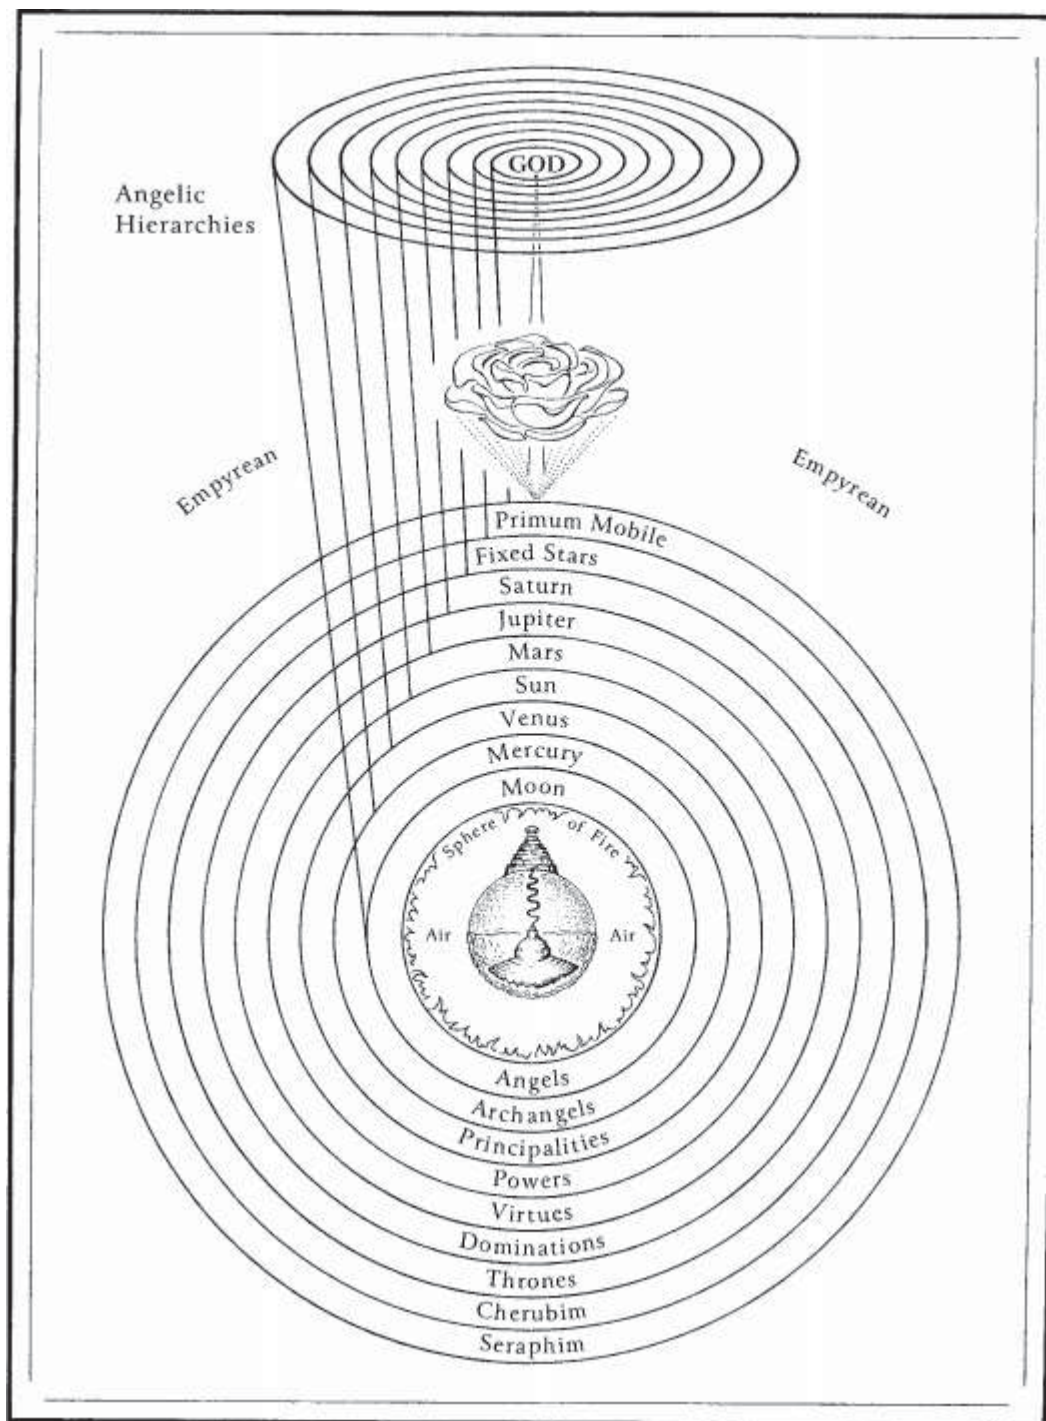 GOD
Angelic
Hierarchies
Empyrean
Empyrean
Primum Mobile
Fixed Stars
Saturn
Jupiter
Mars
Sun
Venus
Mercury
Moon
Sphere of Fire
Air
Air
Angels
Archangels
Principalities
Powers
Virtues
Dominations
Thrones
Cherubim
Seraphim